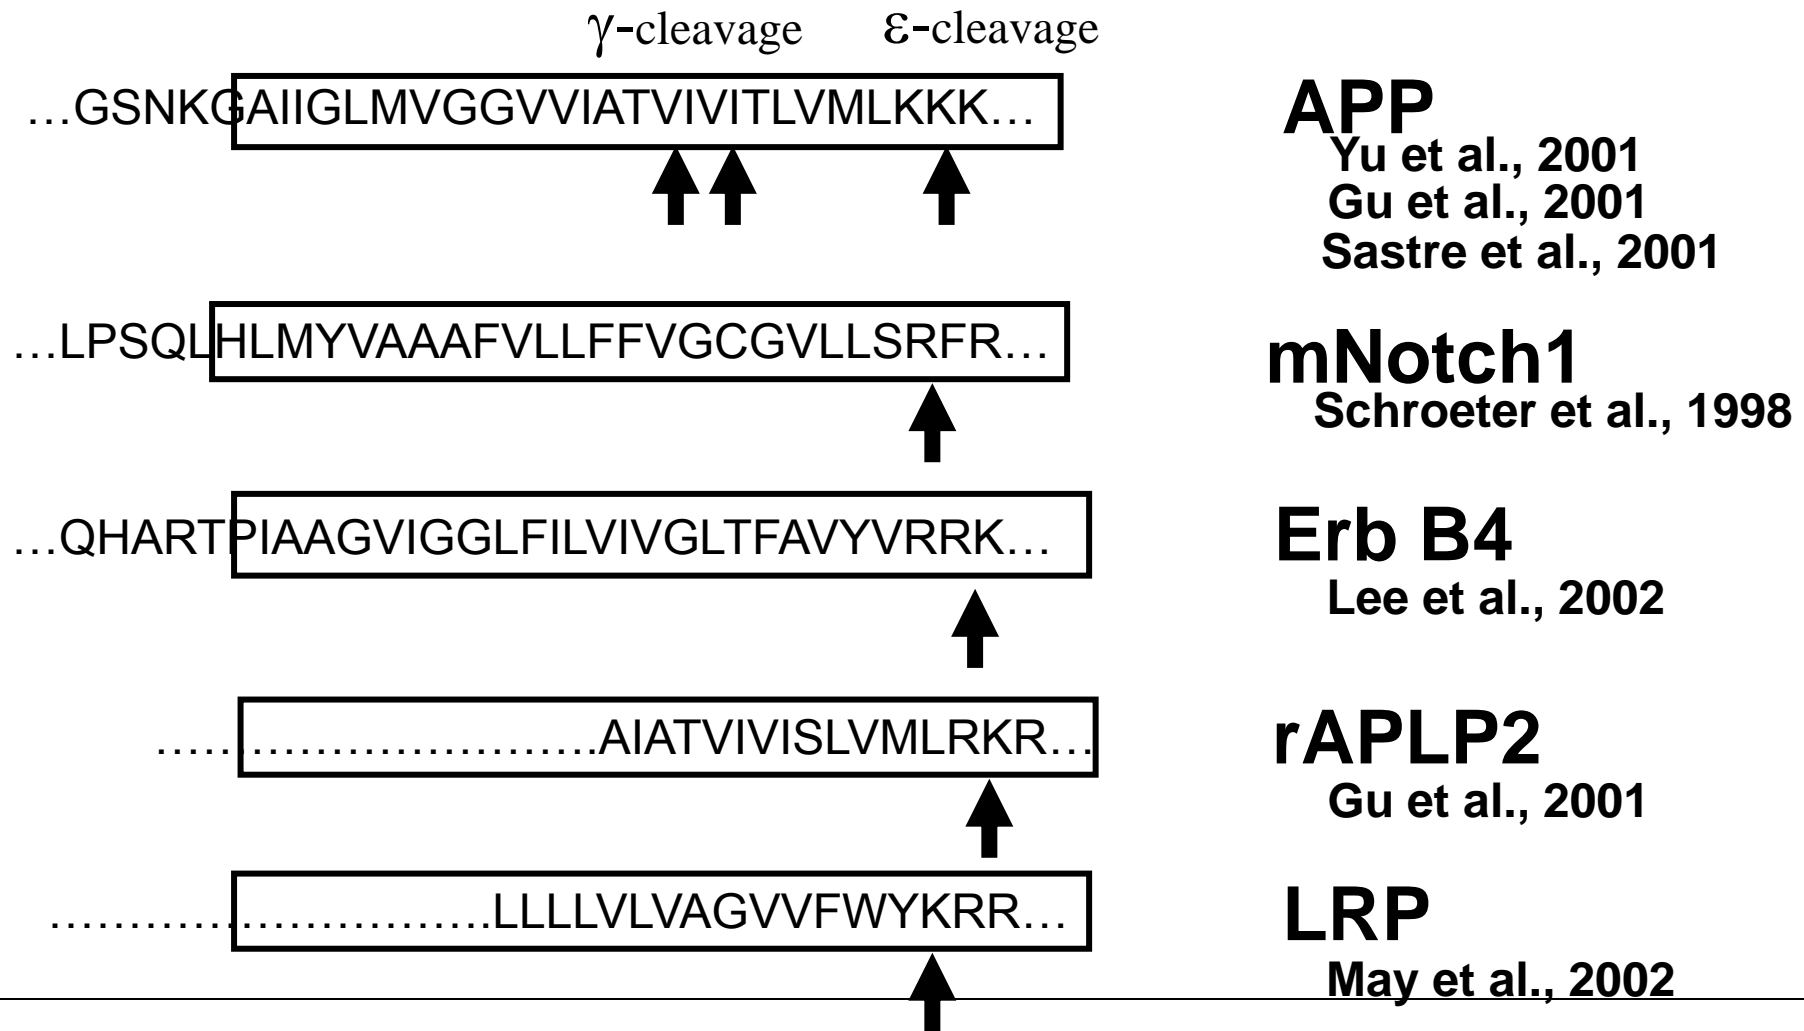 γ-cleavage ε-cleavage
…GSNKGAIIGLMVGGVVIATVIVITLVMLKKK…
APP
Yu et al., 2001
Gu et al., 2001
Sastre et al., 2001
…LPSQLHLMYVAAAFVLLFFVGCGVLLSRFR…
mNotch1
Schroeter et al., 1998
…QHARTPIAAGVIGGLFILVIVGLTFAVYVRRK…
Erb B4
Lee et al., 2002
…………………………AIATVIVISLVMLRKR…
rAPLP2
Gu et al., 2001
………………………….LLLLVLVAGVVFWYKRR…
LRP
May et al., 2002